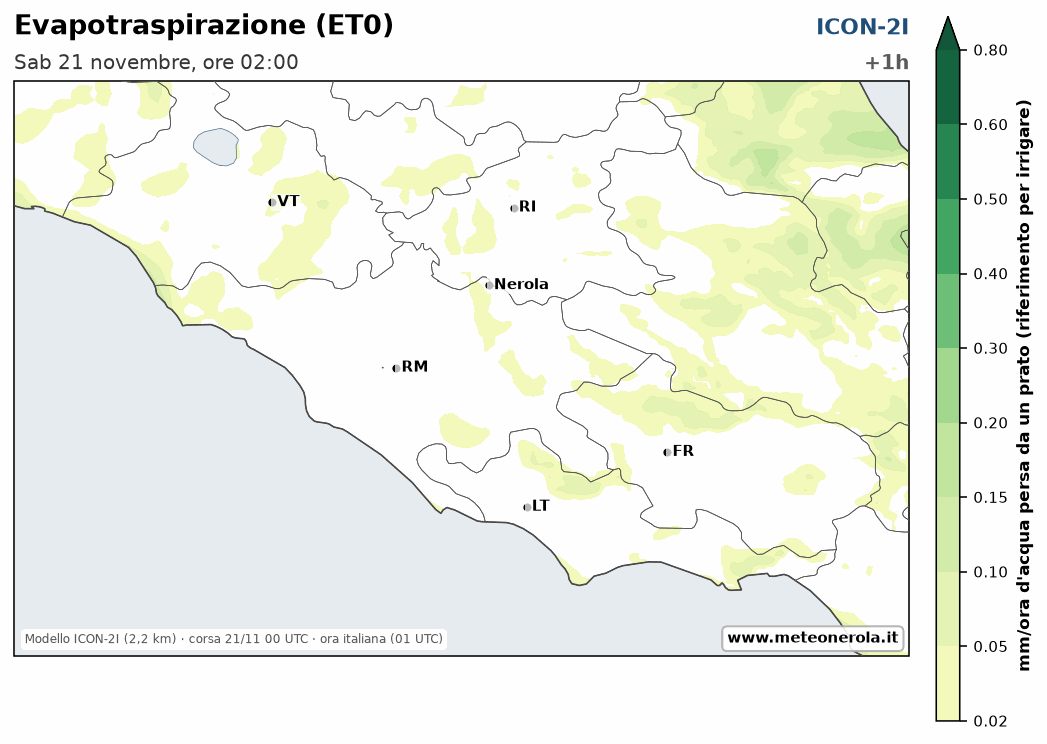 Evapotraspirazione (ET0)
ICON-2I
Sab 21 novembre, ore 02:00
+1h
0.80
0.60
0.50
0.40
0.30
0.20
0.15
0.10
0.05
0.02
mm/ora d'acqua persa da un prato (riferimento per irrigare)
VT
RI
Nerola
RM
FR
LT
Modello ICON-2I (2,2 km) · corsa 21/11 00 UTC · ora italiana (01 UTC)
www.meteonerola.it